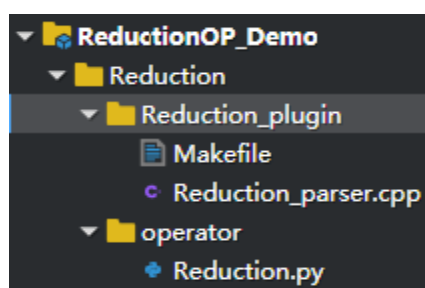 ReductionOP_Demo
Reduction
Reduction_plugin
Makefile
Reduction_parser.cpp
operator
Reduction.py